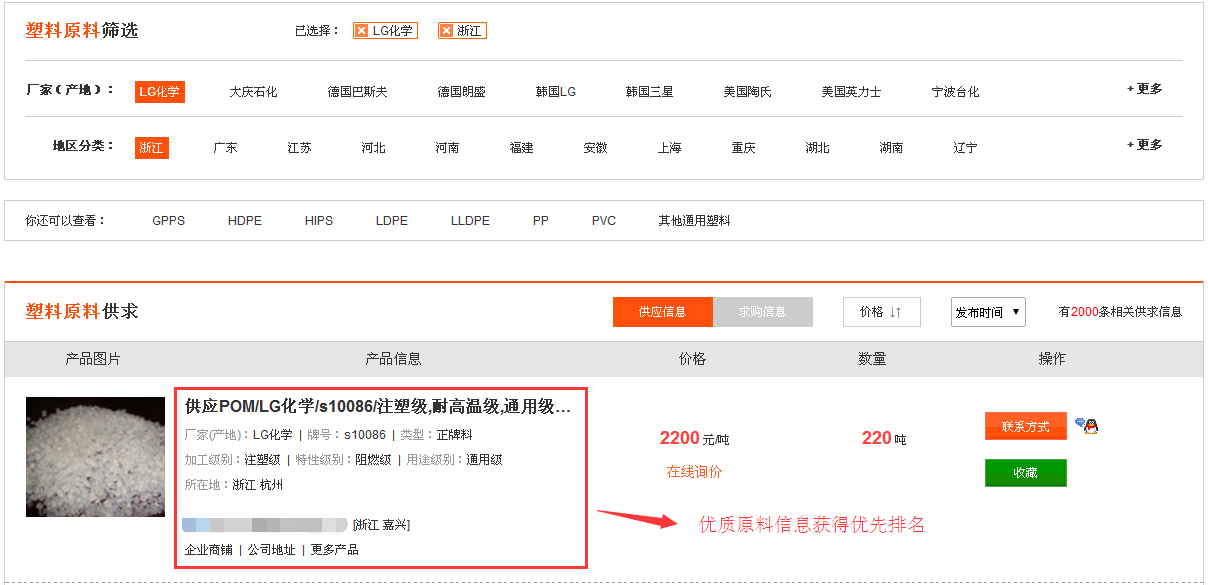 塑料原料筛选 已选择： LG化学 浙江
厂家（产地）： LG化学 大庆石化 德国巴斯夫 德国朗盛 韩国LG 韩国三星 美国陶氏 美国英力士 宁波台化 +更多
地区分类： 浙江 广东 江苏 河北 河南 福建 安徽 上海 重庆 湖北 湖南 辽宁 +更多
你还可以查看： GPPS HDPE HIPS LDPE LLDPE PP PVC 其他通用塑料
塑料原料供求 供应信息 求购信息 价格 ↓↑ 发布时间 ▼ 有2000条相关供求信息
产品图片 产品信息 价格 数量 操作
供应POM/LG化学/s10086/注塑级,耐高温级,通用级…
厂家(产地)：LG化学 | 牌号：s10086 | 类型：正牌料
加工级别：注塑级 | 特性级别：阻燃级 | 用途级别：通用级
所在地：浙江 杭州
[浙江 嘉兴]
企业商铺 | 公司地址 | 更多产品
2200 元/吨
在线询价
220 吨
联系方式
收藏
优质原料信息获得优先排名